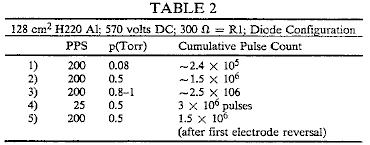 TABLE 2
128 cm² H220 Al; 570 volts DC; 300 Ω = R1; Diode Configuration
PPS p(Torr) Cumulative Pulse Count
1) 200 0.08 ~2.4 × 10⁵
2) 200 0.5 ~1.5 × 10⁶
3) 200 0.8-1 ~2.5 × 106
4) 25 0.5 3 × 10⁶ pulses
5) 200 0.5 1.5 × 10⁶
(after first electrode reversal)